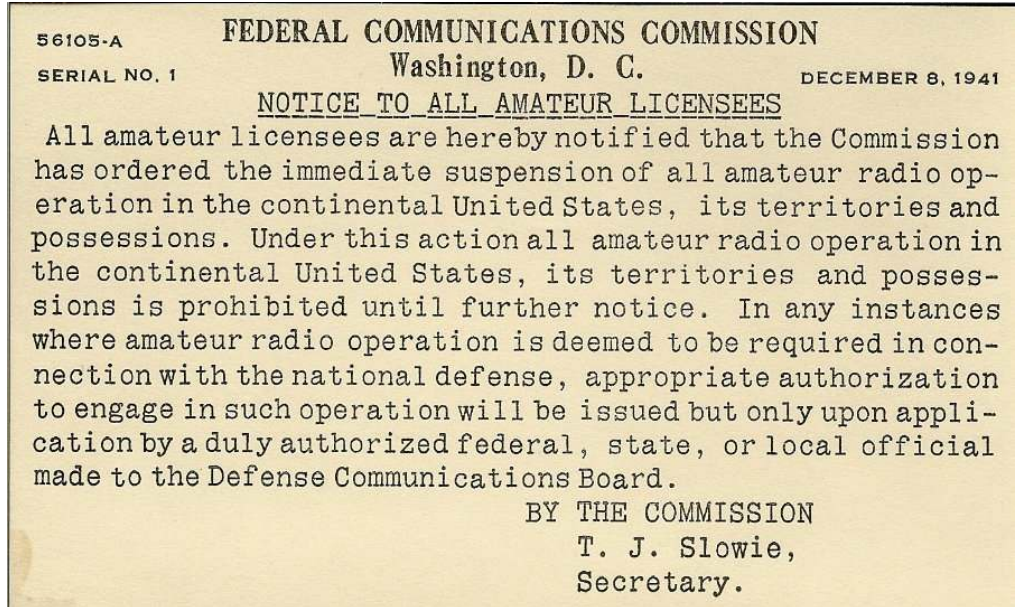 56105-A FEDERAL COMMUNICATIONS COMMISSION
SERIAL NO. 1 Washington, D. C. DECEMBER 8, 1941
NOTICE TO ALL AMATEUR LICENSEES
All amateur licensees are hereby notified that the Commission
has ordered the immediate suspension of all amateur radio op-
eration in the continental United States, its territories and
possessions. Under this action all amateur radio operation in
the continental United States, its territories and posses-
sions is prohibited until further notice. In any instances
where amateur radio operation is deemed to be required in con-
nection with the national defense, appropriate authorization
to engage in such operation will be issued but only upon appli-
cation by a duly authorized federal, state, or local official
made to the Defense Communications Board.
BY THE COMMISSION
T. J. Slowie,
Secretary.